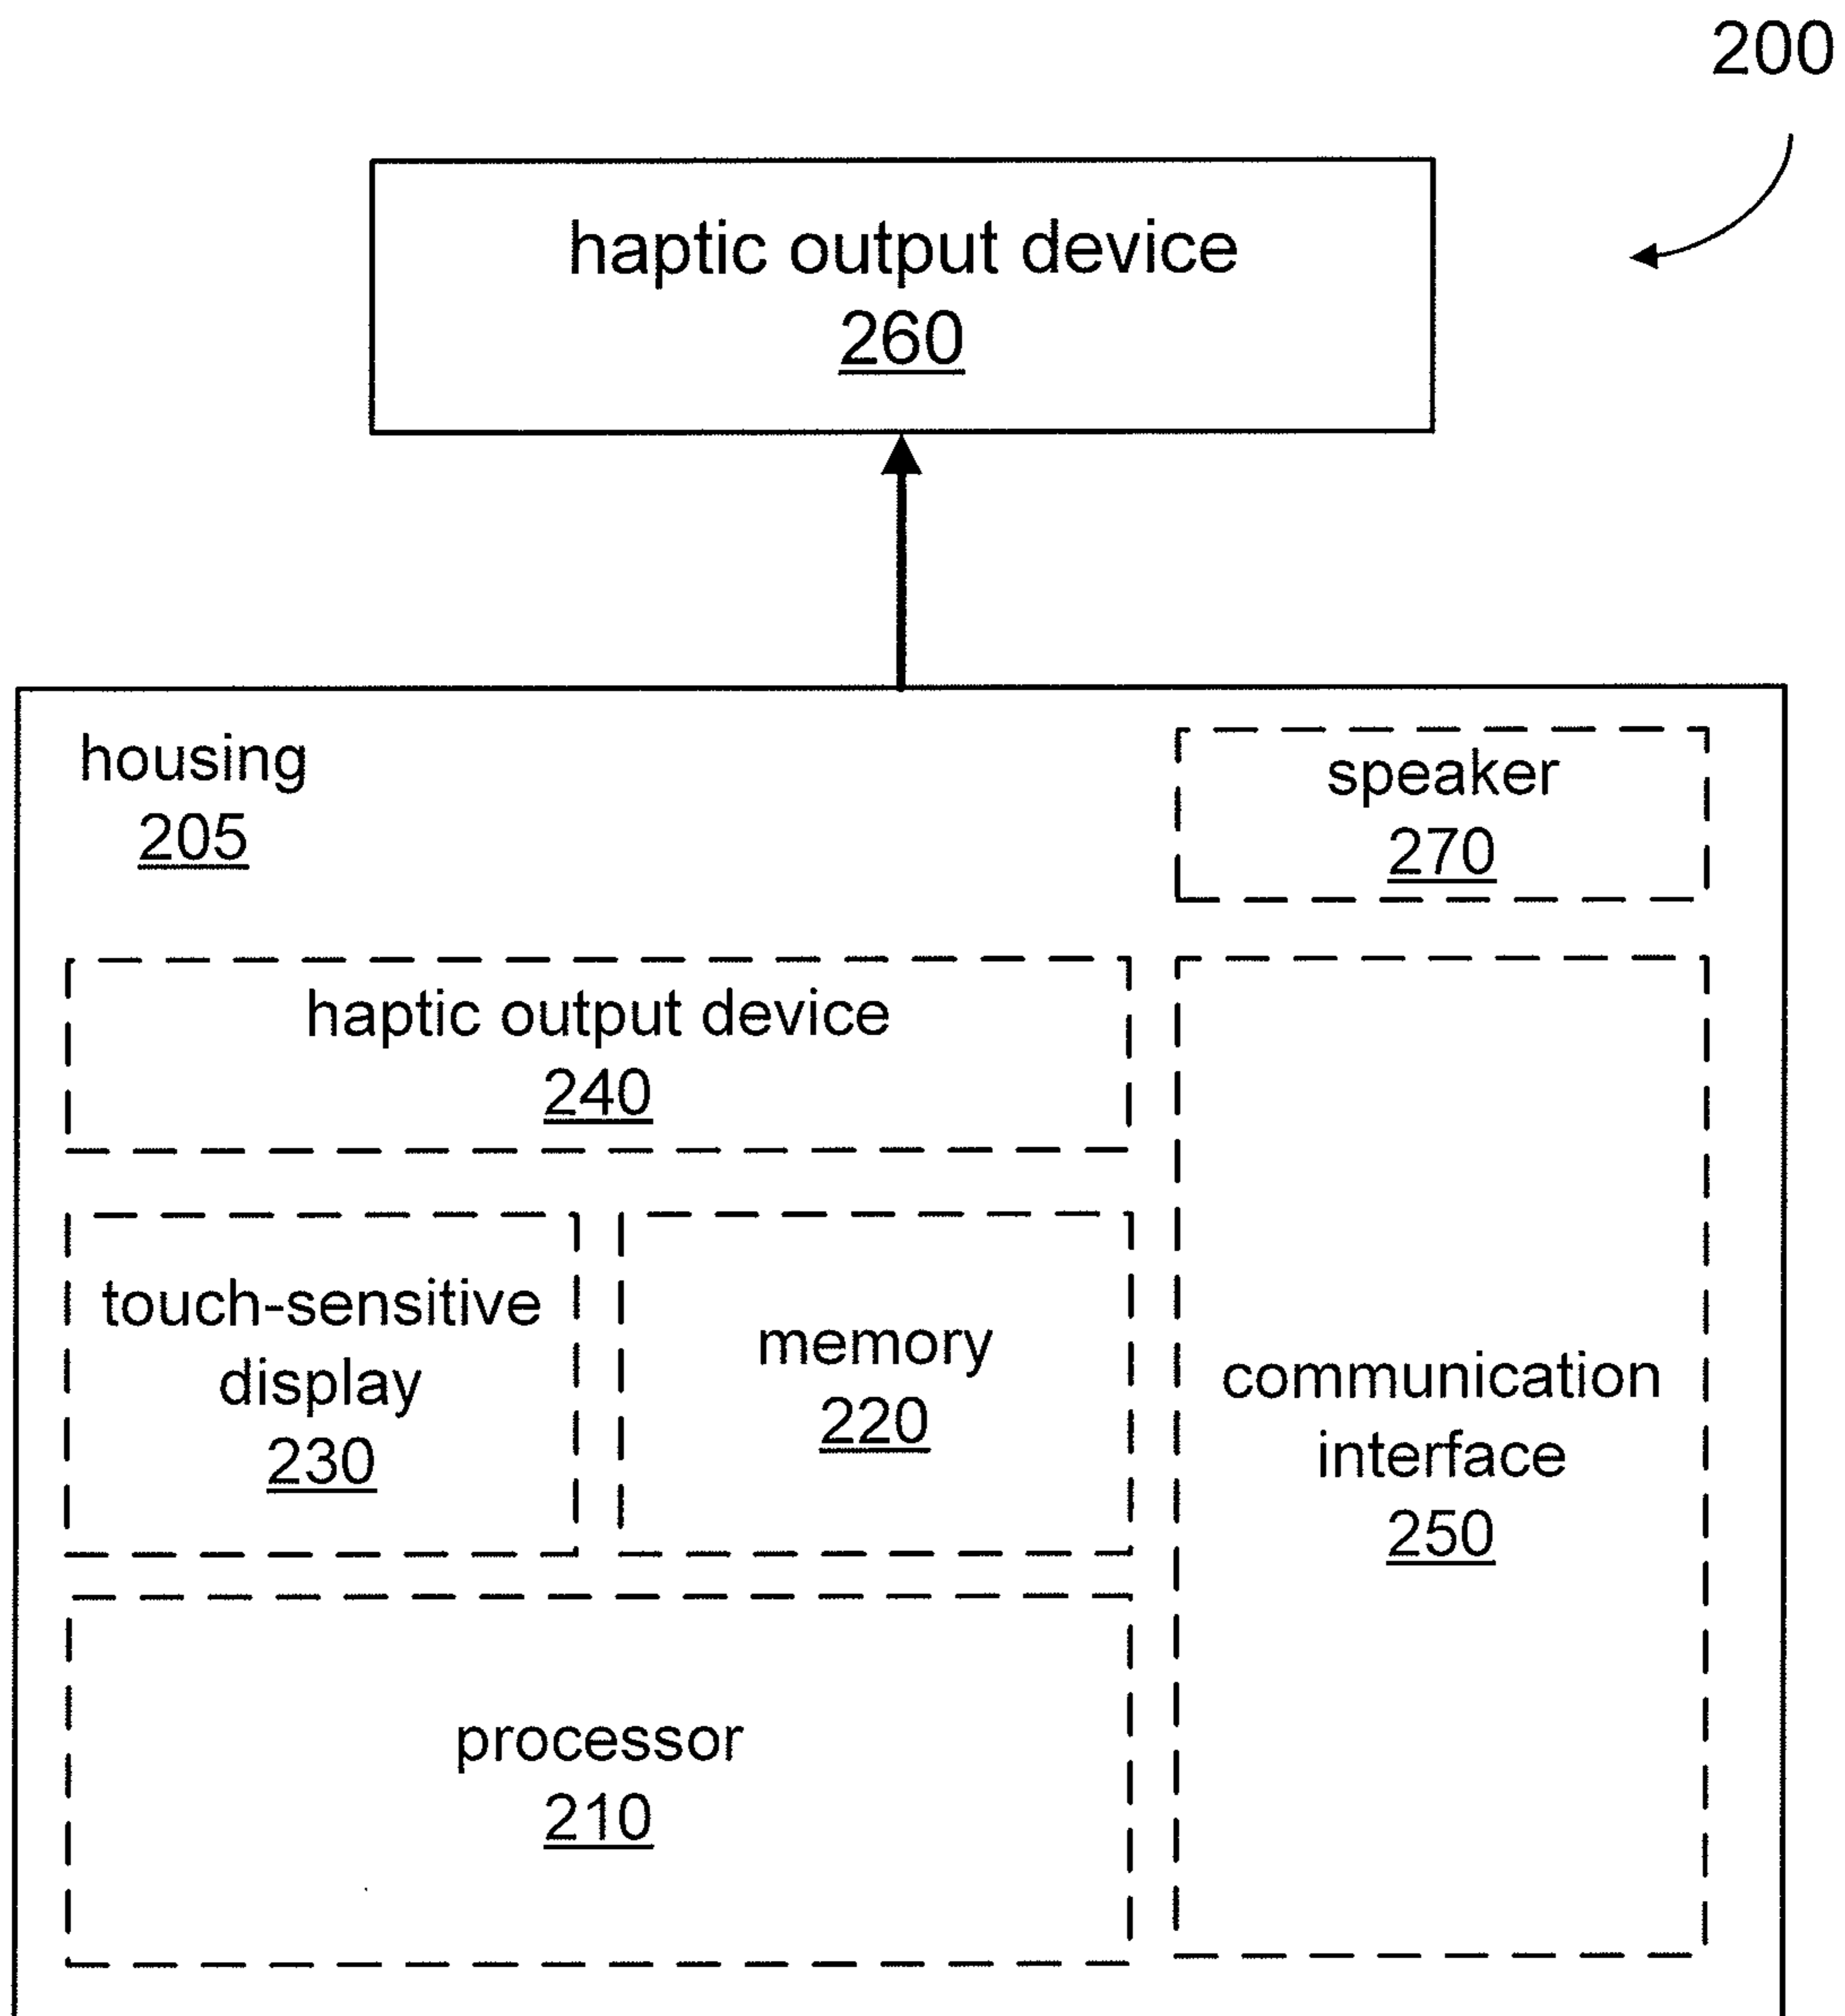 200
haptic output device
260
housing
205
speaker
270
haptic output device
240
touch-sensitive
display
230
memory
220
communication
interface
250
processor
210